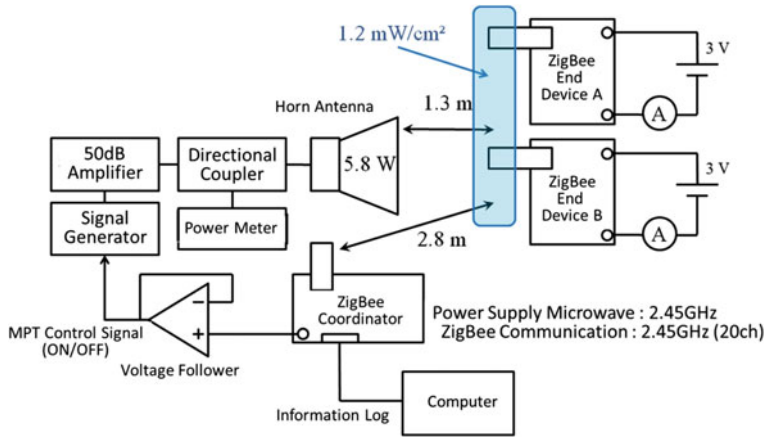 1.2 mW/cm²
3 V
ZigBee
End
Device A
A
1.3 m
Horn Antenna
50dB
Amplifier
Directional
Coupler
5.8 W
3 V
ZigBee
End
Device B
A
Signal
Generator
Power Meter
2.8 m
ZigBee
Coordinator
Power Supply Microwave : 2.45GHz
ZigBee Communication : 2.45GHz (20ch)
MPT Control Signal
(ON/OFF)
−
+
Voltage Follower
Information Log
Computer